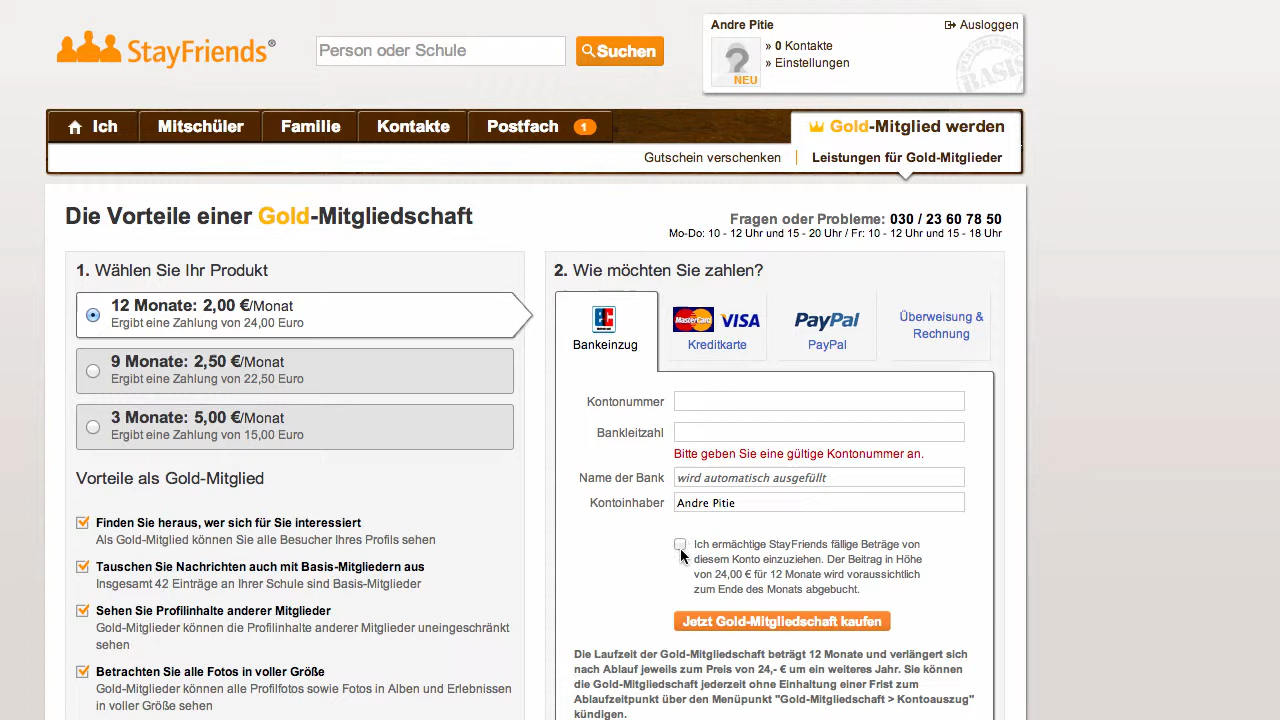 StayFriends®
Person oder Schule
Suchen
Andre Pitie
Ausloggen
NEU
» 0 Kontakte
» Einstellungen
BASIS
Ich
Mitschüler
Familie
Kontakte
Postfach 1
Gold-Mitglied werden
Gutschein verschenken
Leistungen für Gold-Mitglieder
Die Vorteile einer Gold-Mitgliedschaft
Fragen oder Probleme: 030 / 23 60 78 50
Mo-Do: 10 - 12 Uhr und 15 - 20 Uhr / Fr: 10 - 12 Uhr und 15 - 18 Uhr
1. Wählen Sie Ihr Produkt
12 Monate: 2,00 €/Monat
Ergibt eine Zahlung von 24,00 Euro
9 Monate: 2,50 €/Monat
Ergibt eine Zahlung von 22,50 Euro
3 Monate: 5,00 €/Monat
Ergibt eine Zahlung von 15,00 Euro
Vorteile als Gold-Mitglied
Finden Sie heraus, wer sich für Sie interessiert
Als Gold-Mitglied können Sie alle Besucher Ihres Profils sehen
Tauschen Sie Nachrichten auch mit Basis-Mitgliedern aus
Insgesamt 42 Einträge an Ihrer Schule sind Basis-Mitglieder
Sehen Sie Profilinhalte anderer Mitglieder
Gold-Mitglieder können die Profilinhalte anderer Mitglieder uneingeschränkt
sehen
Betrachten Sie alle Fotos in voller Größe
Gold-Mitglieder können alle Profilfotos sowie Fotos in Alben und Erlebnissen
in voller Größe sehen
2. Wie möchten Sie zahlen?
EC
Bankeinzug
MasterCard VISA
Kreditkarte
PayPal
PayPal
Überweisung &
Rechnung
Kontonummer
Bankleitzahl
Bitte geben Sie eine gültige Kontonummer an.
Name der Bank wird automatisch ausgefüllt
Kontoinhaber Andre Pitie
Ich ermächtige StayFriends fällige Beträge von
diesem Konto einzuziehen. Der Beitrag in Höhe
von 24,00 € für 12 Monate wird voraussichtlich
zum Ende des Monats abgebucht.
Jetzt Gold-Mitgliedschaft kaufen
Die Laufzeit der Gold-Mitgliedschaft beträgt 12 Monate und verlängert sich
nach Ablauf jeweils zum Preis von 24,- € um ein weiteres Jahr. Sie können
die Gold-Mitgliedschaft jederzeit ohne Einhaltung einer Frist zum
Ablaufzeitpunkt über den Menüpunkt "Gold-Mitgliedschaft > Kontoauszug"
kündigen.